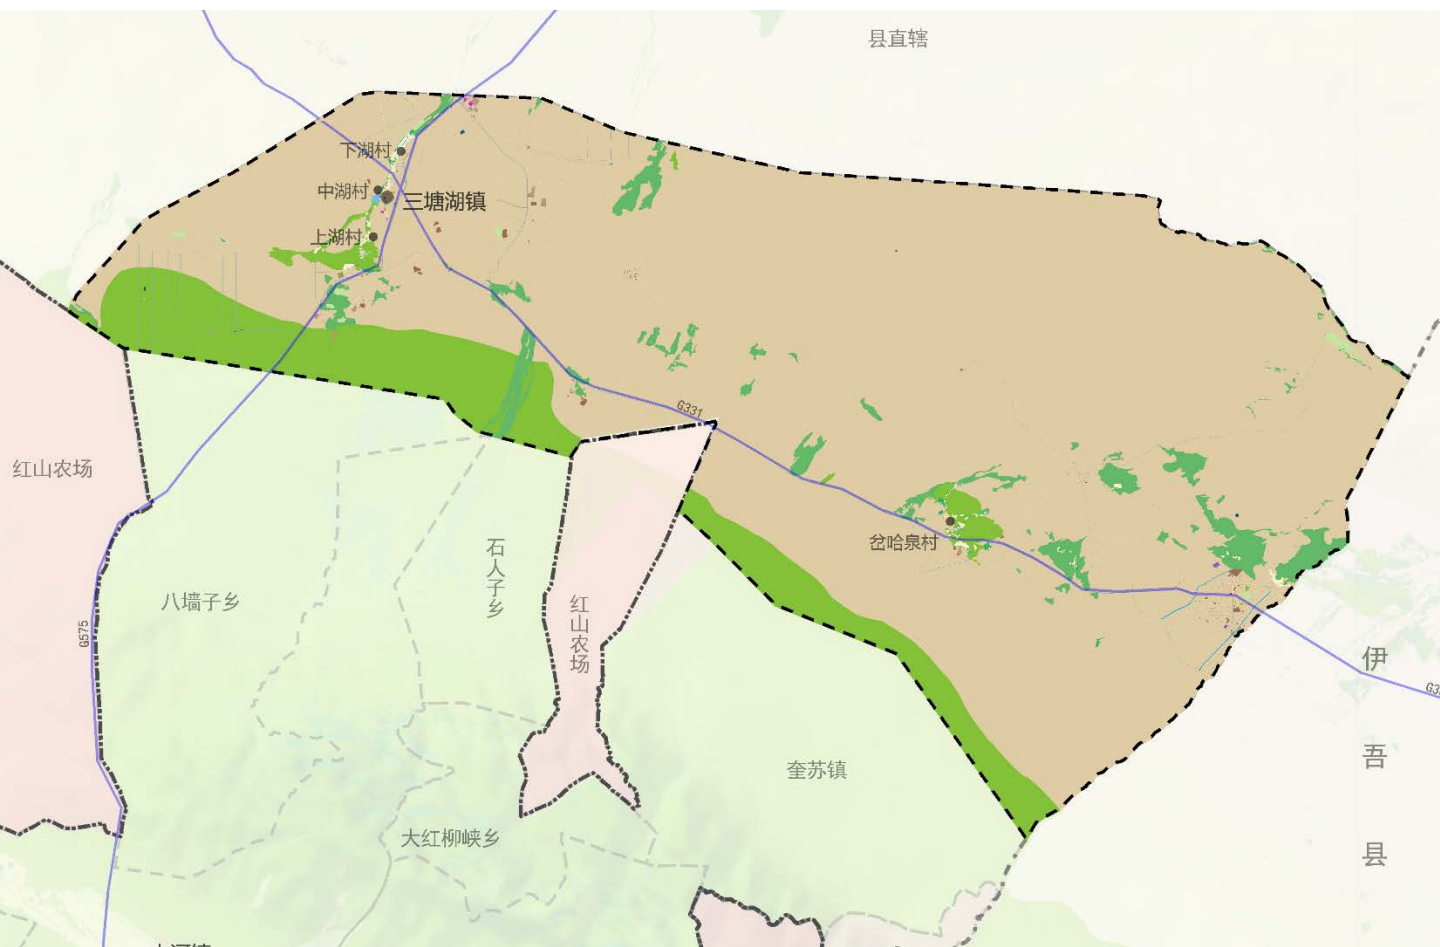 县直辖
下湖村
中湖村
三塘湖镇
上湖村
G331
红山农场
岔哈泉村
石人子乡
八墙子乡
红山农场
G575
伊吾县
G3
奎苏镇
大红柳峡乡